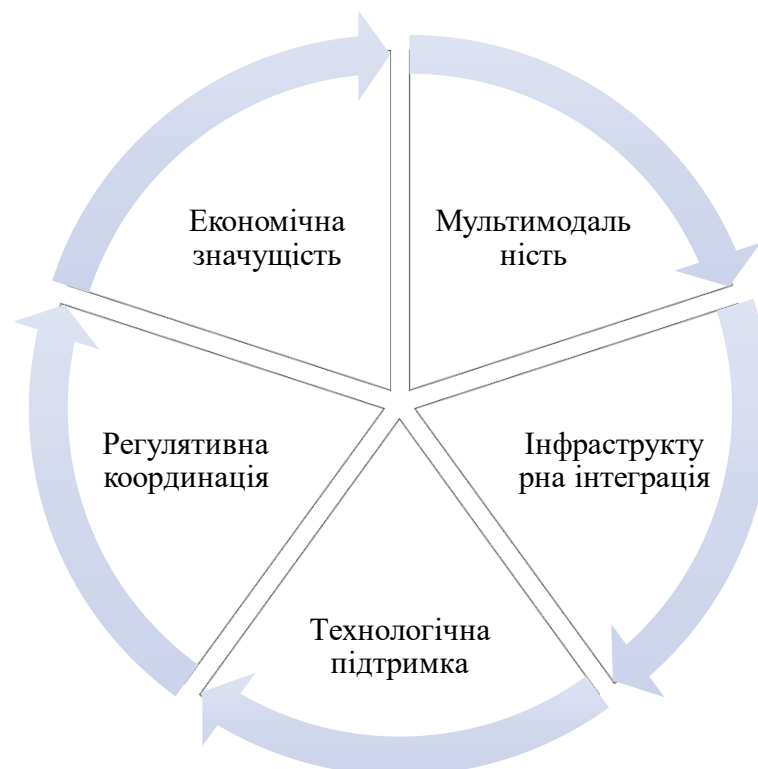 Економічна
значущість
Мультимодаль
ність
Інфраструкту
рна інтеграція
Технологічна
підтримка
Регулятивна
координація